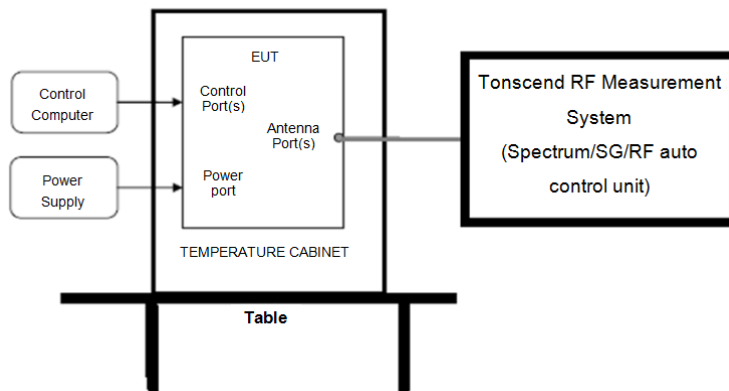 EUT
Control
Computer
Control
Port(s)
Antenna
Port(s)
Power
Supply
Power
port
TEMPERATURE CABINET
Table
Tonscend RF Measurement
System
(Spectrum/SG/RF auto
control unit)